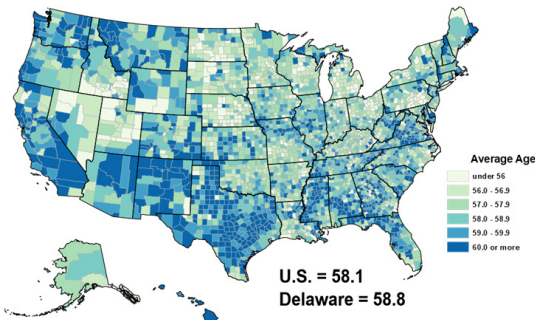 Average Age
under 56
56.0 - 56.9
57.0 - 57.9
58.0 - 58.9
59.0 - 59.9
60.0 or more
U.S. = 58.1
Delaware = 58.8